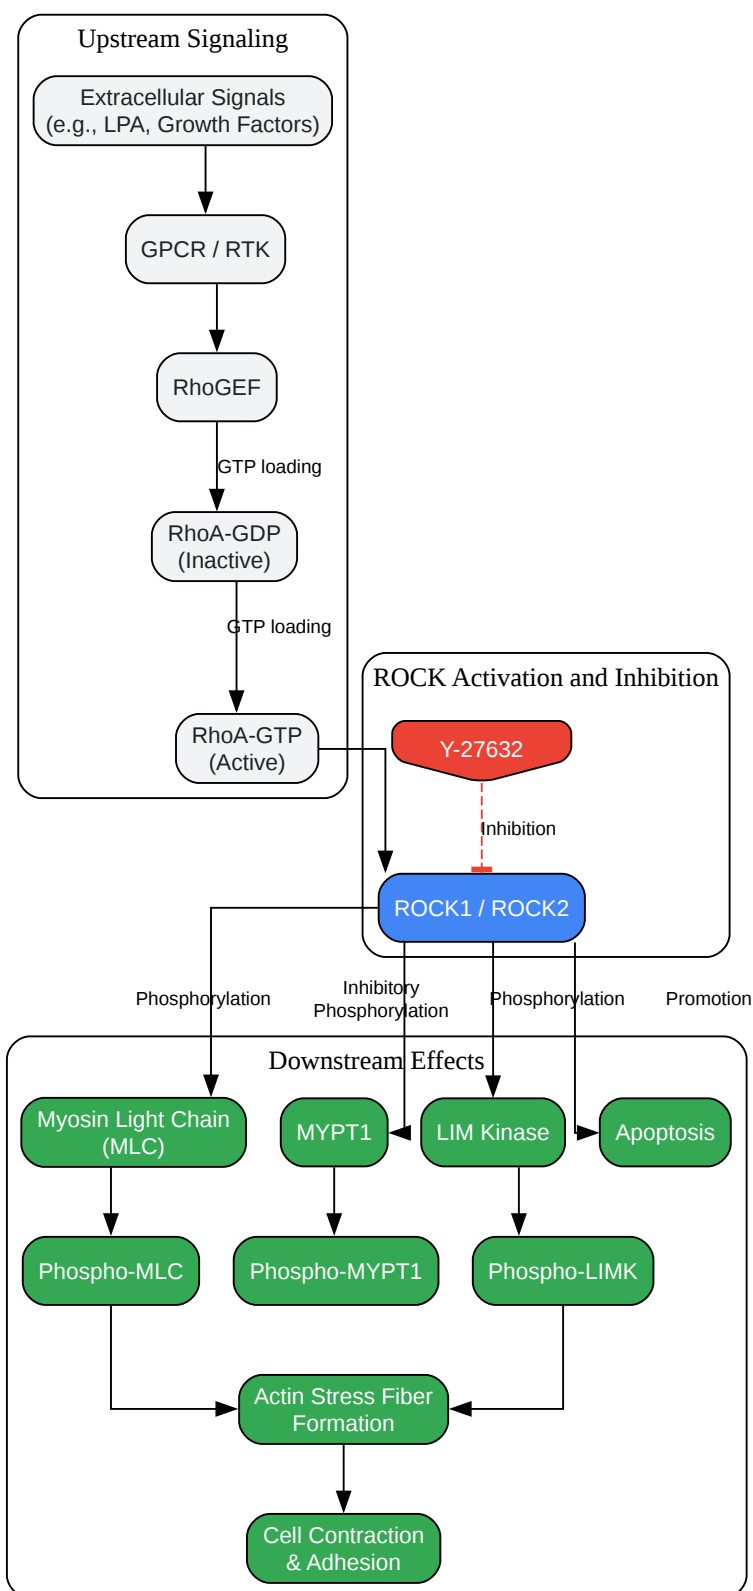 Upstream Signaling
Extracellular Signals
(e.g., LPA, Growth Factors)
GPCR / RTK
RhoGEF
GTP loading
RhoA-GDP
(Inactive)
GTP loading
RhoA-GTP
(Active)
ROCK Activation and Inhibition
Y-27632
Inhibition
ROCK1 / ROCK2
Phosphorylation
Inhibitory
Phosphorylation
Phosphorylation
Promotion
Downstream Effects
Myosin Light Chain
(MLC)
MYPT1
LIM Kinase
Apoptosis
Phospho-MLC
Phospho-MYPT1
Phospho-LIMK
Actin Stress Fiber
Formation
Cell Contraction
& Adhesion